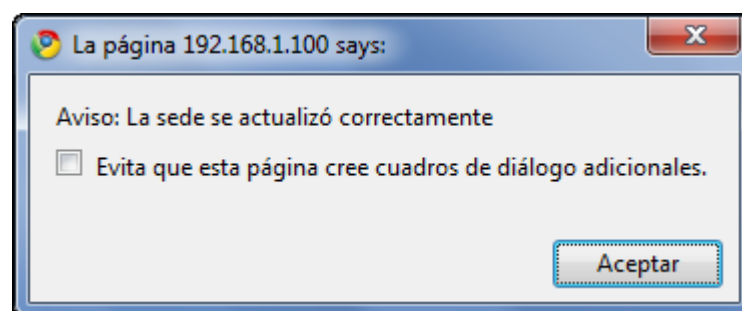 La página 192.168.1.100 says:
Aviso: La sede se actualizó correctamente
Evita que esta página cree cuadros de diálogo adicionales.
Aceptar